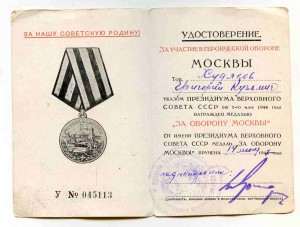 ЗА НАШУ СОВЕТСКУЮ РОДИНУ!
У № 045113
УДОСТОВЕРЕНИЕ
ЗА УЧАСТИЕ В ГЕРОИЧЕСКОЙ ОБОРОНЕ
МОСКВЫ
Тов. Худяков
Григорий Кузьмич
УКАЗОМ ПРЕЗИДИУМА ВЕРХОВНОГО
СОВЕТА СССР от 1-го мая 1944 года
НАГРАЖДЕН МЕДАЛЬЮ
„ЗА ОБОРОНУ МОСКВЫ"
ОТ ИМЕНИ ПРЕЗИДИУМА ВЕРХОВНОГО
СОВЕТА СССР МЕДАЛЬ „ЗА ОБОРОНУ
МОСКВЫ" ВРУЧЕНА 14